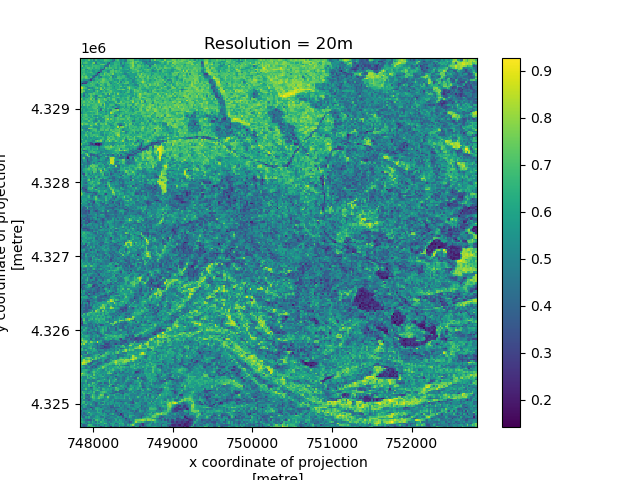 Resolution = 20m
1e6
4.329
4.328
4.327
4.326
4.325
y coordinate of projection
[metre]
748000 749000 750000 751000 752000
x coordinate of projection
[metre]
0.9
0.8
0.7
0.6
0.5
0.4
0.3
0.2